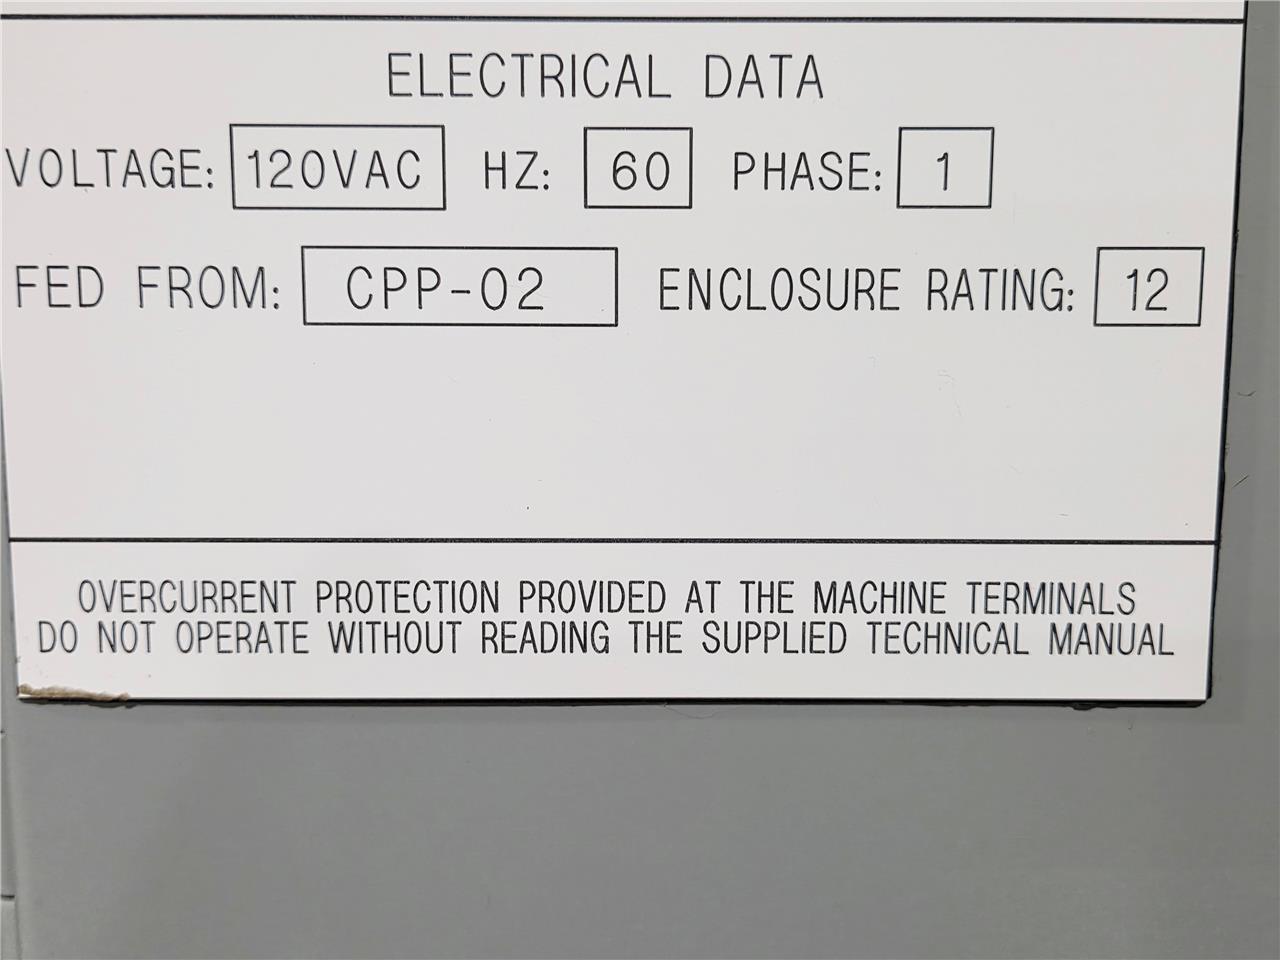 ELECTRICAL DATA
VOLTAGE: 120VAC HZ: 60 PHASE: 1
FED FROM: CPP-02 ENCLOSURE RATING: 12
OVERCURRENT PROTECTION PROVIDED AT THE MACHINE TERMINALS
DO NOT OPERATE WITHOUT READING THE SUPPLIED TECHNICAL MANUAL